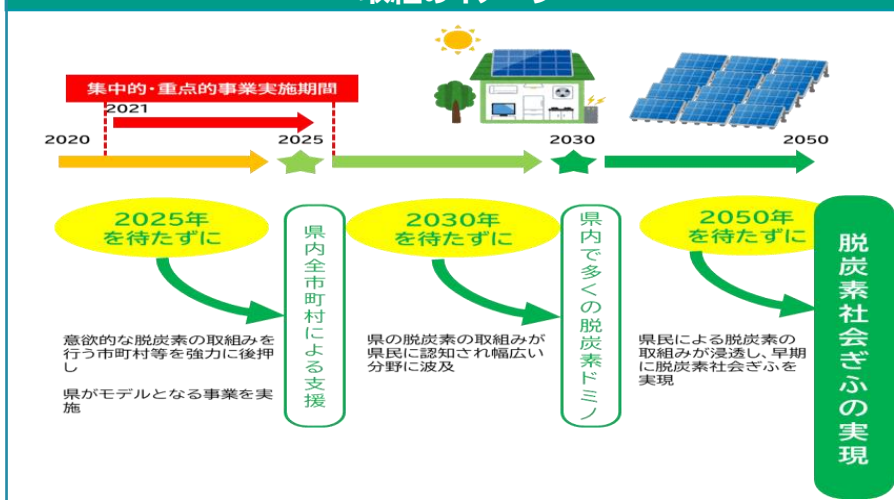 取組のイメージ
集中的・重点的事業実施期間
2021
2020
2025
2030
2050
2025年
を待たずに
意欲的な脱炭素の取組みを
行う市町村等を強力に後押
し
県がモデルとなる事業を実
施
県内全市町村による支援
2030年
を待たずに
県の脱炭素の取組みが
県民に認知され幅広い
分野に波及
県内で多くの脱炭素ドミノ
2050年
を待たずに
県民による脱炭素の
取組みが浸透し、早期
に脱炭素社会ぎふを
実現
脱炭素社会ぎふの実現